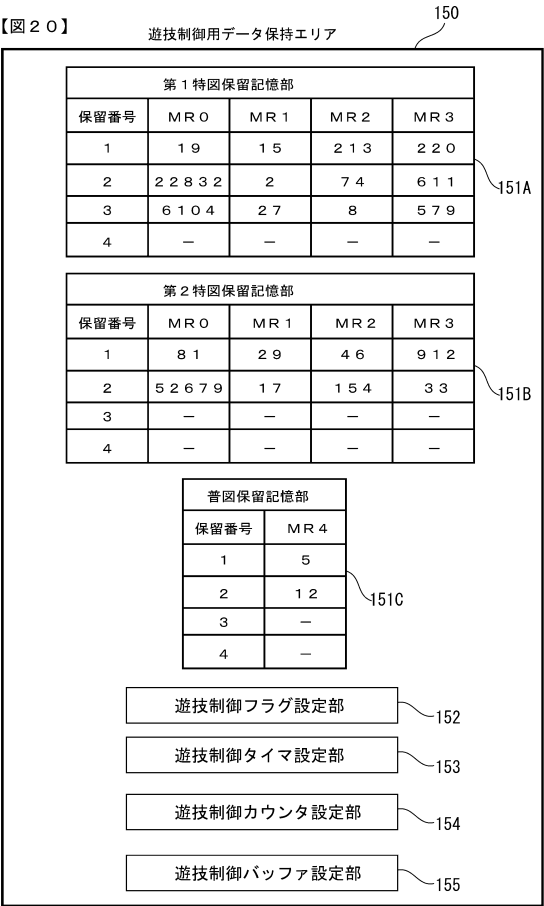 【図２０】
遊技制御用データ保持エリア
150
第１特図保留記憶部
保留番号 ＭＲ０ ＭＲ１ ＭＲ２ ＭＲ３
１ １９ １５ ２１３ ２２０
２ ２２８３２ ２ ７４ ６１１
３ ６１０４ ２７ ８ ５７９
４ － － － －
151A
第２特図保留記憶部
保留番号 ＭＲ０ ＭＲ１ ＭＲ２ ＭＲ３
１ ８１ ２９ ４６ ９１２
２ ５２６７９ １７ １５４ ３３
３ － － － －
４ － － － －
151B
普図保留記憶部
保留番号 ＭＲ４
１ ５
２ １２
３ －
４ －
151C
遊技制御フラグ設定部
152
遊技制御タイマ設定部
153
遊技制御カウンタ設定部
154
遊技制御バッファ設定部
155